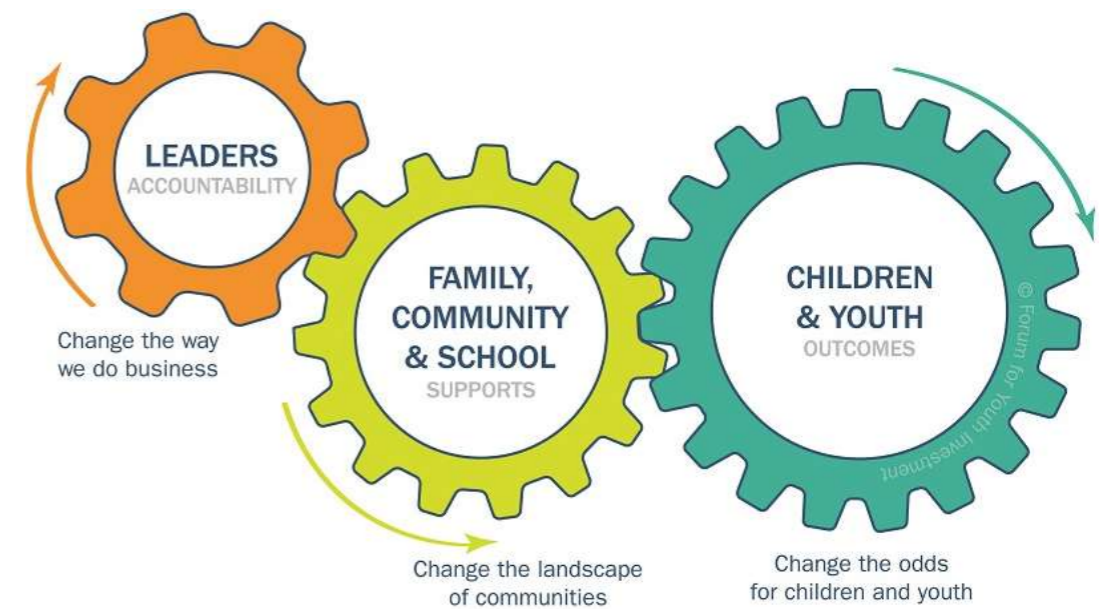 LEADERS
ACCOUNTABILITY
Change the way
we do business
FAMILY,
COMMUNITY
& SCHOOL
SUPPORTS
Change the landscape
of communities
CHILDREN
& YOUTH
OUTCOMES
© Forum for Youth Investment
Change the odds
for children and youth